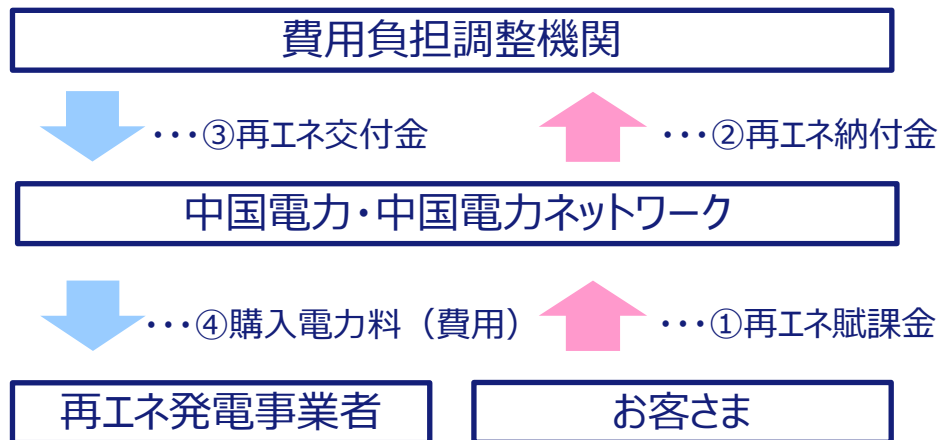 費用負担調整機関
・・・③再エネ交付金
・・・②再エネ納付金
中国電力・中国電力ネットワーク
・・・④購入電力料（費用）
・・・①再エネ賦課金
再エネ発電事業者
お客さま